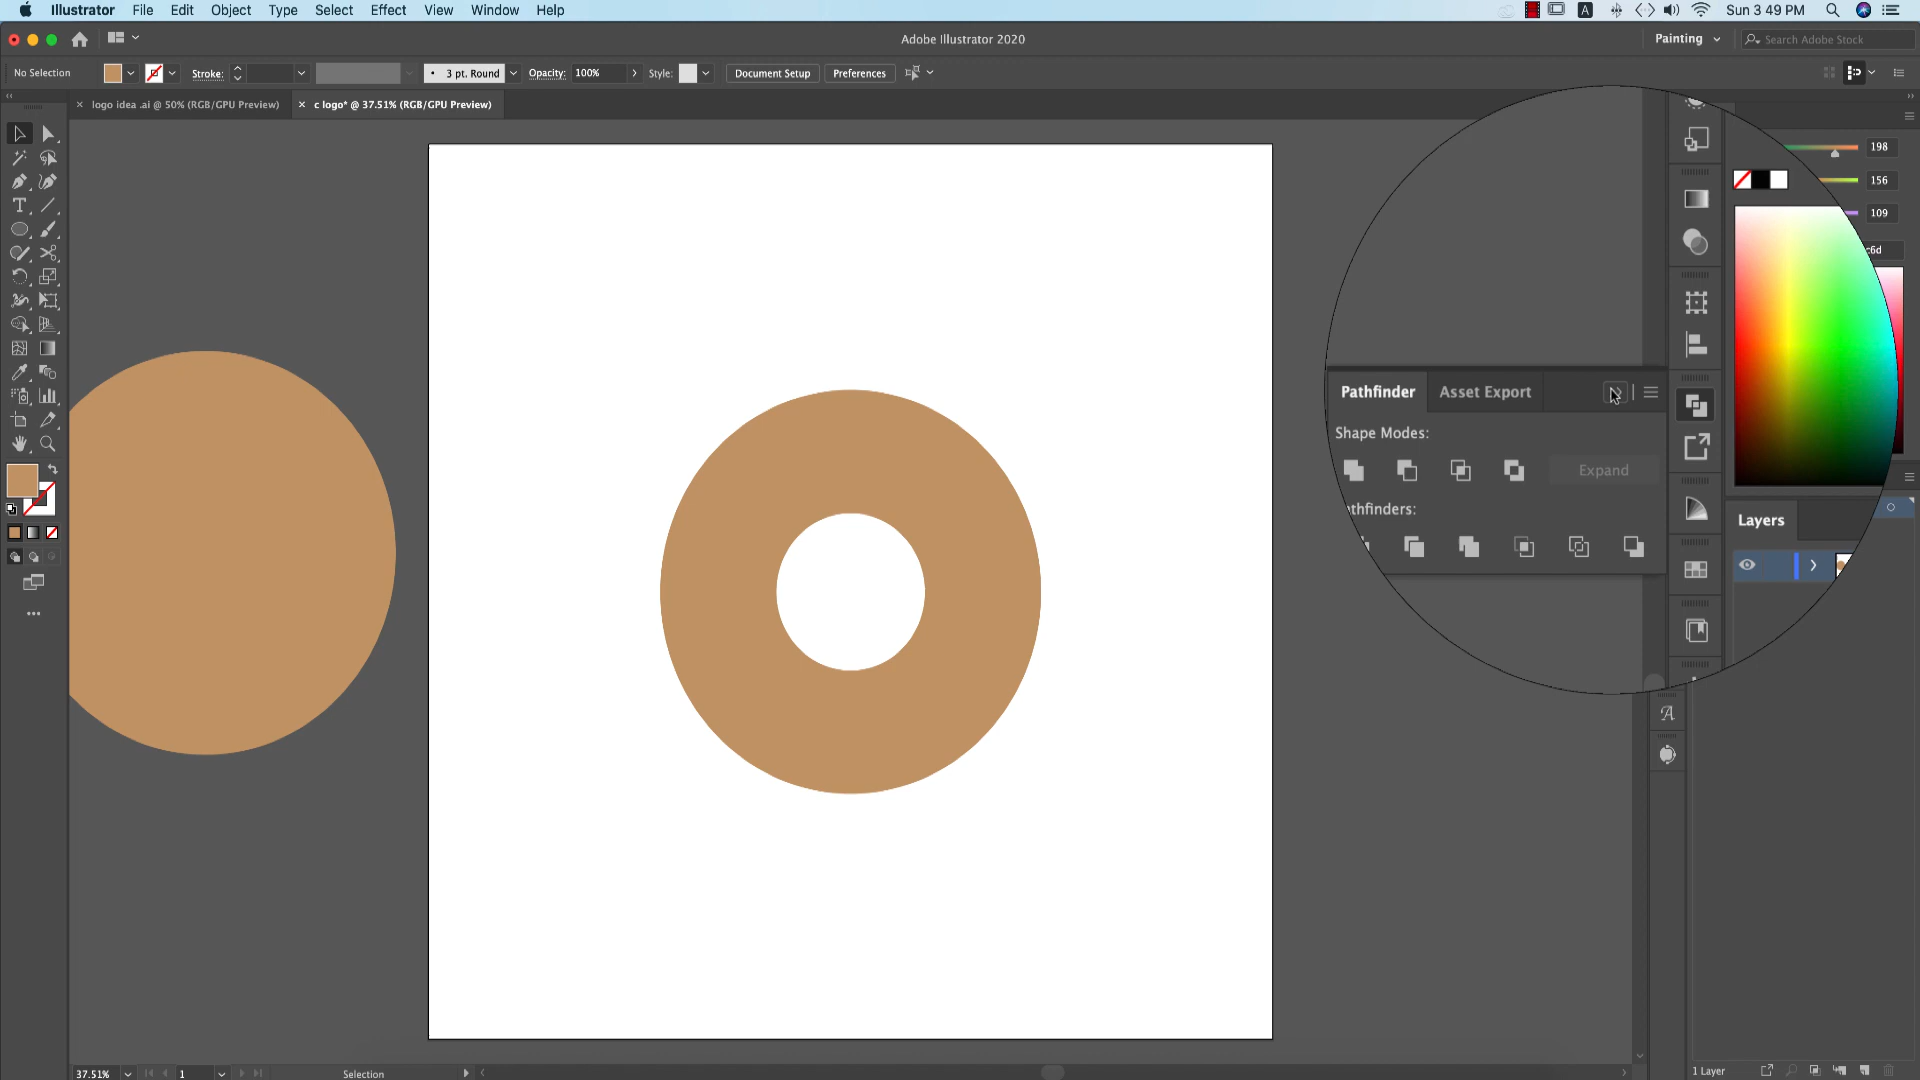 Illustrator File Edit Object Type Select Effect View Window Help
A Sun 3 49 PM
Adobe Illustrator 2020
Painting
Search Adobe Stock
No Selection Stroke: 3 pt. Round Opacity: 100% Style: Document Setup Preferences
logo idea .ai @ 50% (RGB/GPU Preview)
c logo* @ 37.51% (RGB/GPU Preview)
198
156
109
c6d
Pathfinder Asset Export
Shape Modes:
Expand
thfinders:
Layers
37.51% 1 Selection
1 Layer